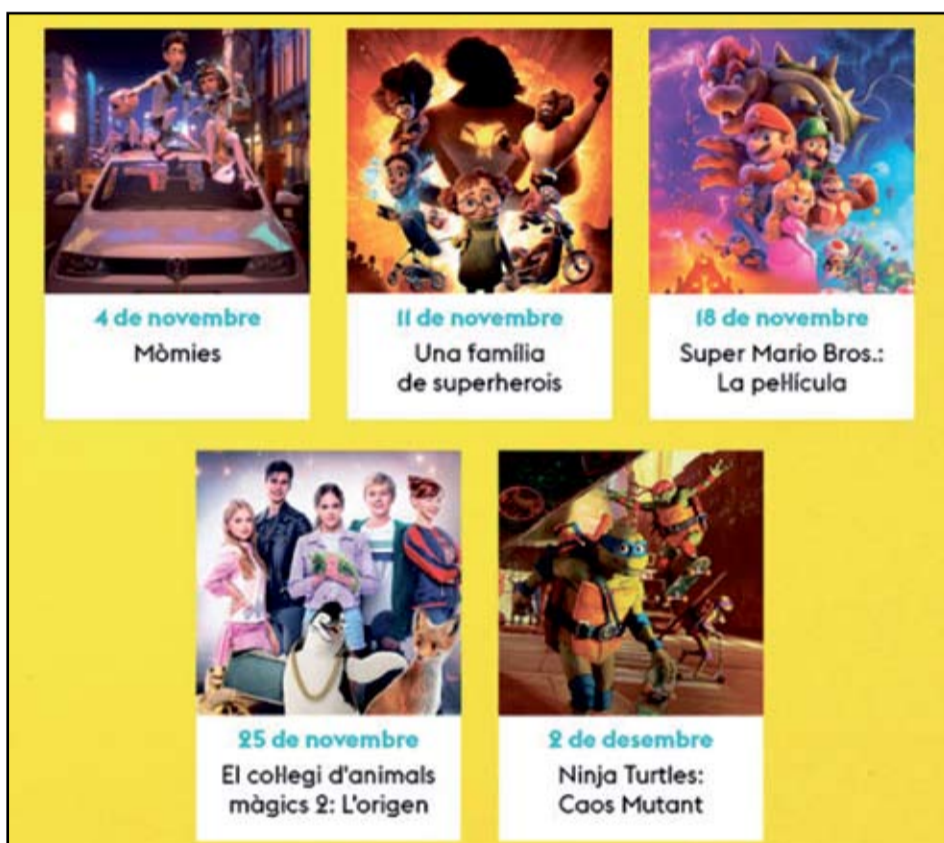 4 de novembre
Mòmies
11 de novembre
Una família
de superherois
18 de novembre
Super Mario Bros.:
La pel·lícula
25 de novembre
El col·legi d'animals
màgics 2: L'origen
2 de desembre
Ninja Turtles:
Caos Mutant